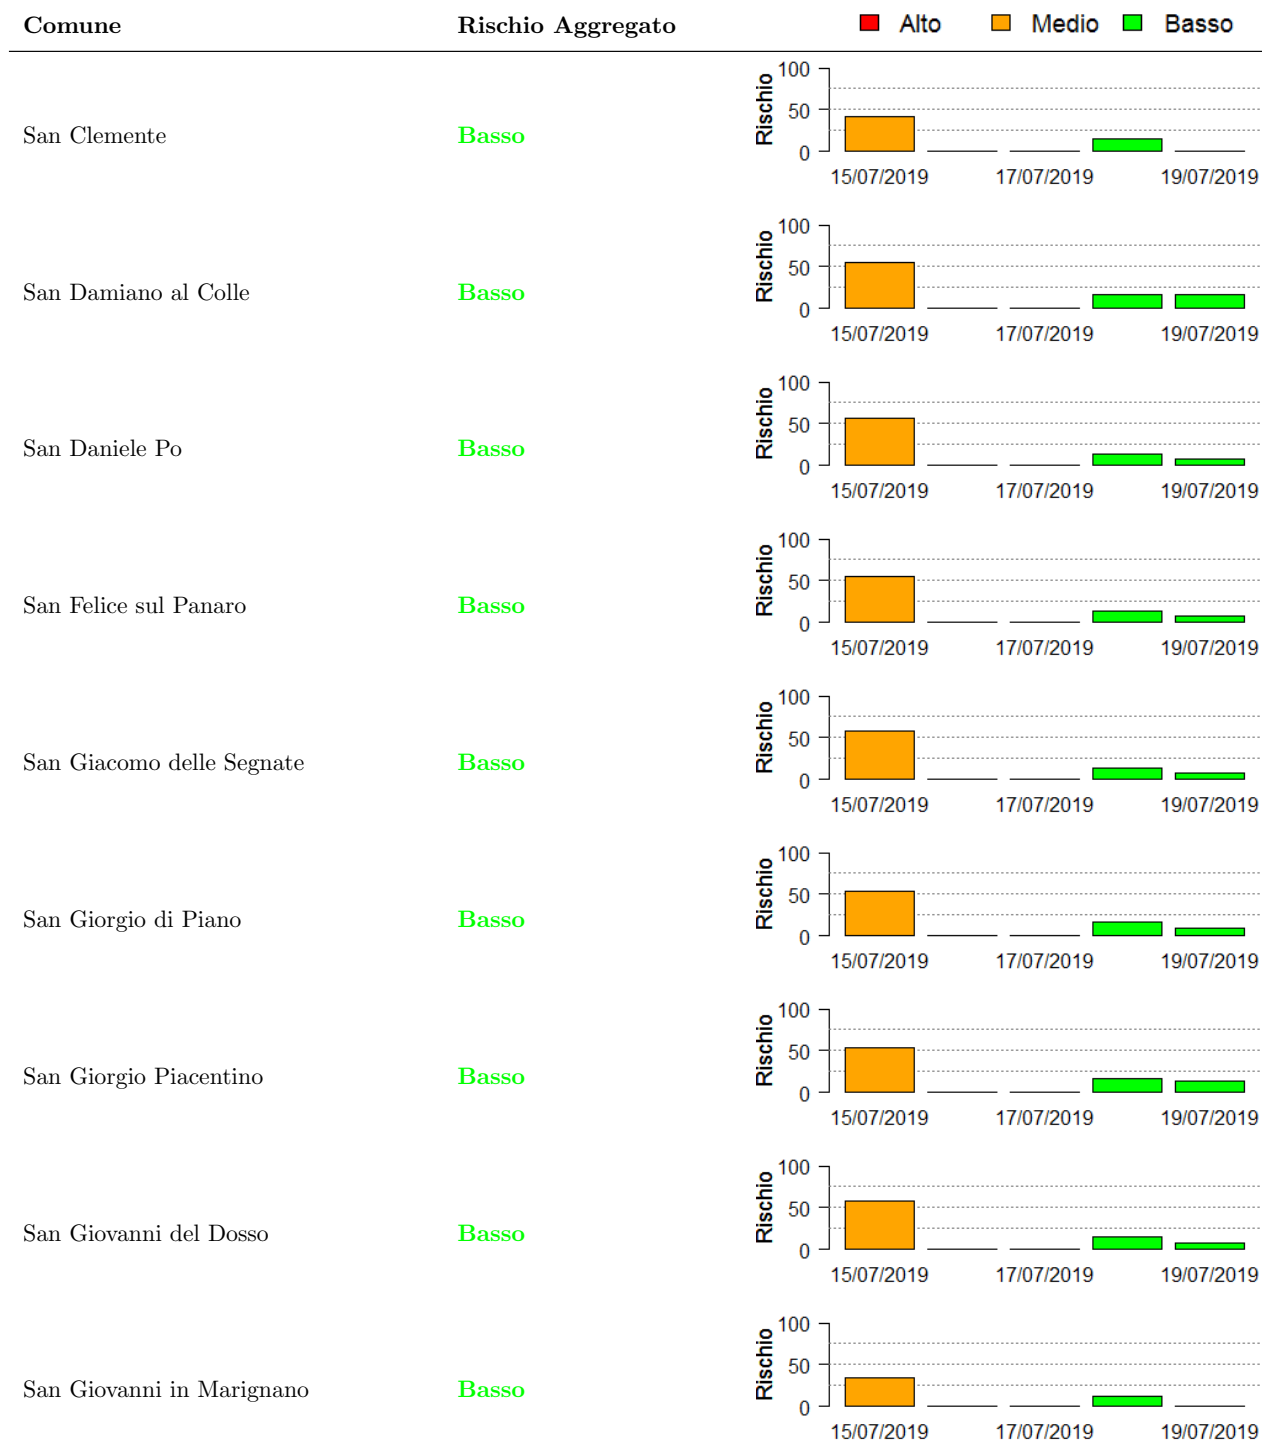 Comune Rischio Aggregato Alto Medio Basso
San Clemente Basso
Rischio
100
50
0
15/07/2019 17/07/2019 19/07/2019
San Damiano al Colle Basso
Rischio
100
50
0
15/07/2019 17/07/2019 19/07/2019
San Daniele Po Basso
Rischio
100
50
0
15/07/2019 17/07/2019 19/07/2019
San Felice sul Panaro Basso
Rischio
100
50
0
15/07/2019 17/07/2019 19/07/2019
San Giacomo delle Segnate Basso
Rischio
100
50
0
15/07/2019 17/07/2019 19/07/2019
San Giorgio di Piano Basso
Rischio
100
50
0
15/07/2019 17/07/2019 19/07/2019
San Giorgio Piacentino Basso
Rischio
100
50
0
15/07/2019 17/07/2019 19/07/2019
San Giovanni del Dosso Basso
Rischio
100
50
0
15/07/2019 17/07/2019 19/07/2019
San Giovanni in Marignano Basso
Rischio
100
50
0
15/07/2019 17/07/2019 19/07/2019